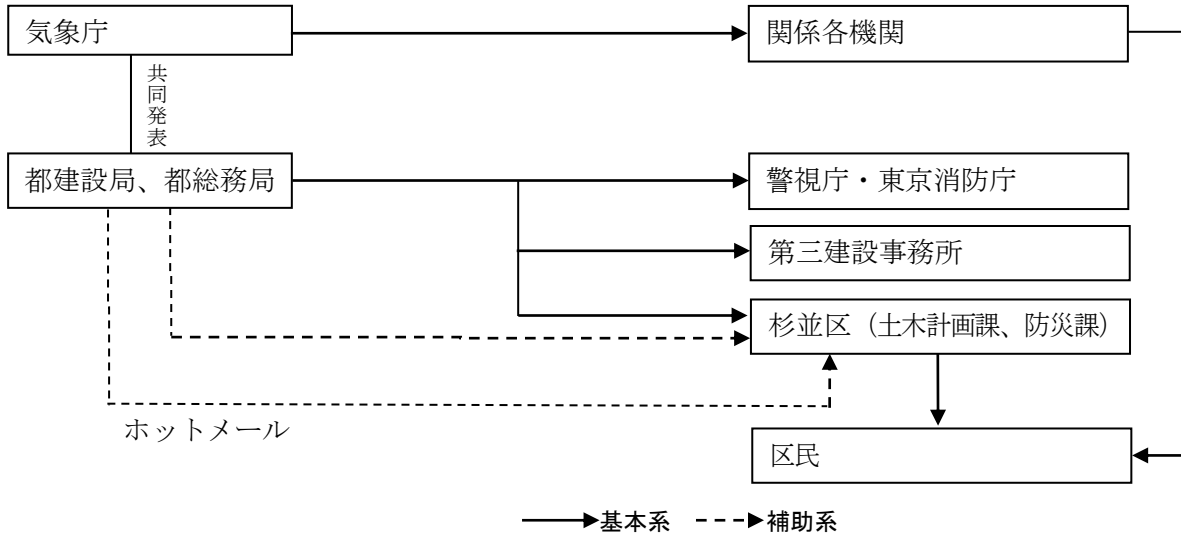 気象庁
関係各機関
共同発表
都建設局、都総務局
警視庁・東京消防庁
第三建設事務所
杉並区（土木計画課、防災課）
ホットメール
区民
基本系
補助系